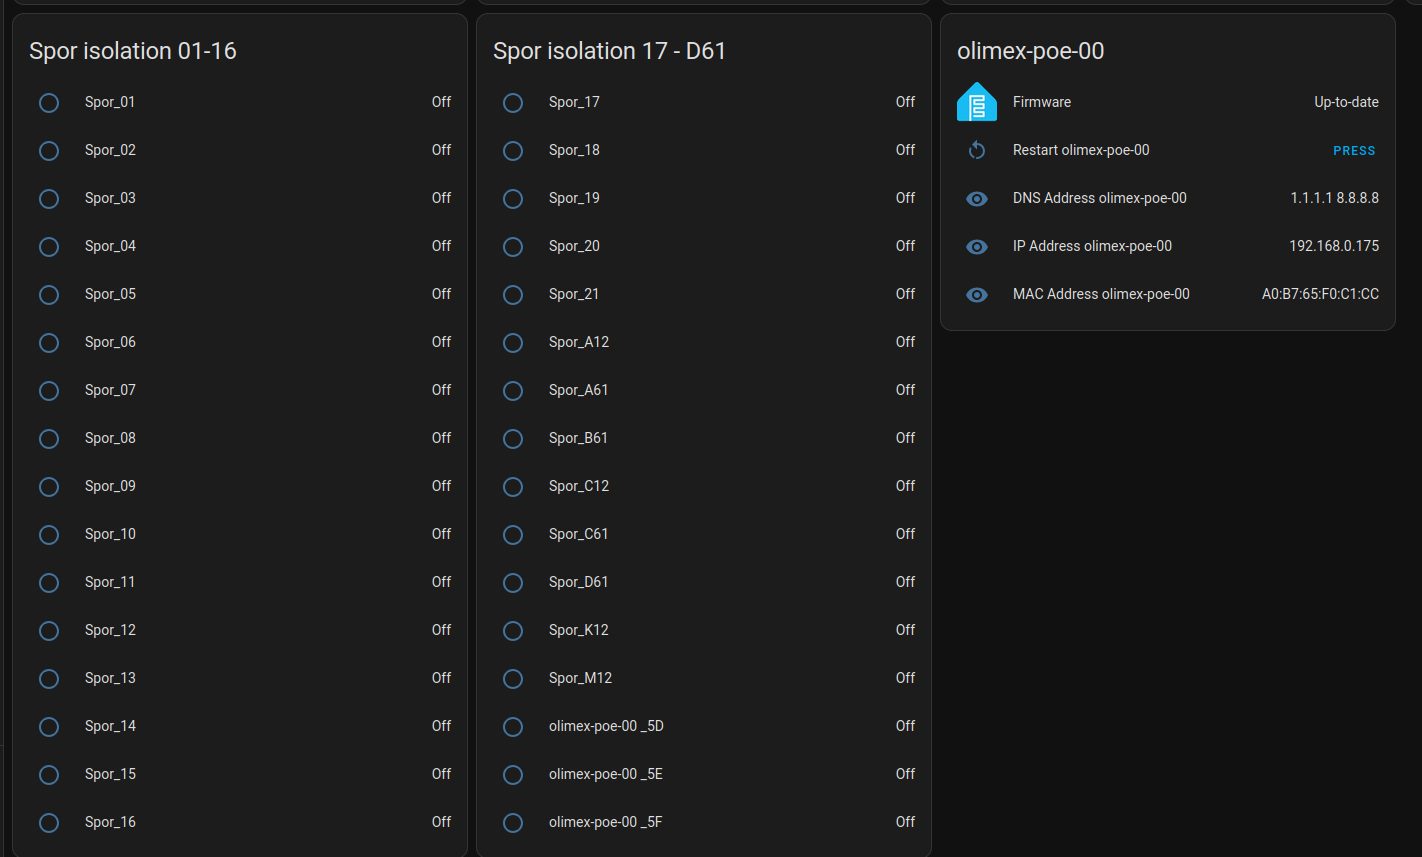 Spor isolation 01-16
Spor_01 Off
Spor_02 Off
Spor_03 Off
Spor_04 Off
Spor_05 Off
Spor_06 Off
Spor_07 Off
Spor_08 Off
Spor_09 Off
Spor_10 Off
Spor_11 Off
Spor_12 Off
Spor_13 Off
Spor_14 Off
Spor_15 Off
Spor_16 Off
Spor isolation 17 - D61
Spor_17 Off
Spor_18 Off
Spor_19 Off
Spor_20 Off
Spor_21 Off
Spor_A12 Off
Spor_A61 Off
Spor_B61 Off
Spor_C12 Off
Spor_C61 Off
Spor_D61 Off
Spor_K12 Off
Spor_M12 Off
olimex-poe-00 _5D Off
olimex-poe-00 _5E Off
olimex-poe-00 _5F Off
olimex-poe-00
Firmware Up-to-date
Restart olimex-poe-00 PRESS
DNS Address olimex-poe-00 1.1.1.1 8.8.8.8
IP Address olimex-poe-00 192.168.0.175
MAC Address olimex-poe-00 A0:B7:65:F0:C1:CC